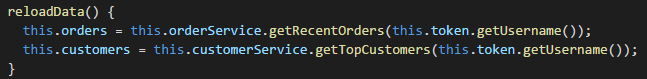 reloadData() {
this.orders = this.orderService.getRecentOrders(this.token.getUsername());
this.customers = this.customerService.getTopCustomers(this.token.getUsername());
}